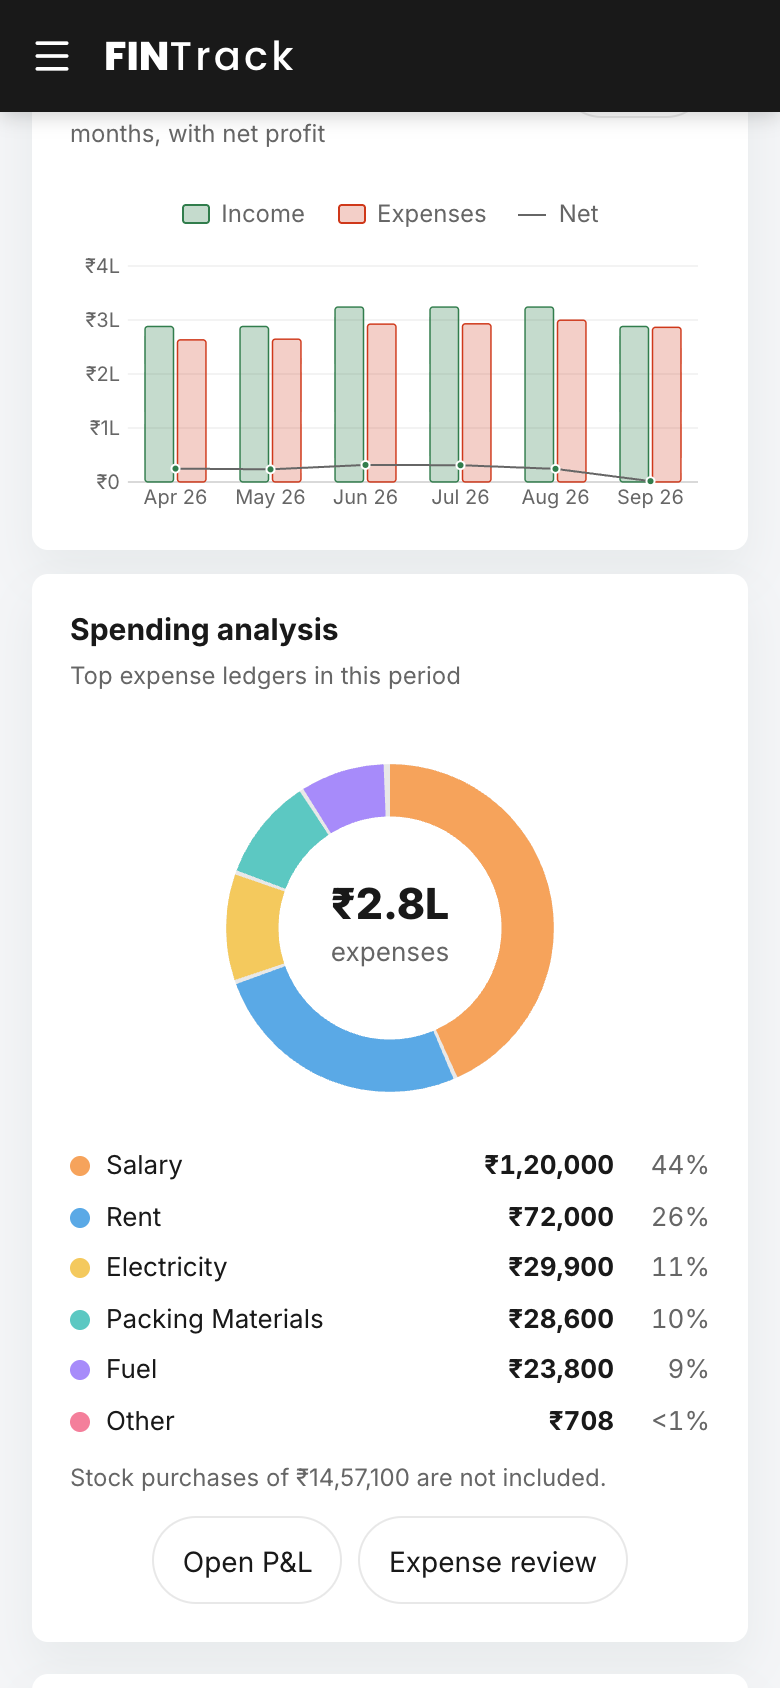 FINTrack
months, with net profit
Income Expenses Net
₹4L
₹3L
₹2L
₹1L
₹0
Apr 26 May 26 Jun 26 Jul 26 Aug 26 Sep 26
Spending analysis
Top expense ledgers in this period
₹2.8L
expenses
Salary ₹1,20,000 44%
Rent ₹72,000 26%
Electricity ₹29,900 11%
Packing Materials ₹28,600 10%
Fuel ₹23,800 9%
Other ₹708 <1%
Stock purchases of ₹14,57,100 are not included.
Open P&L Expense review